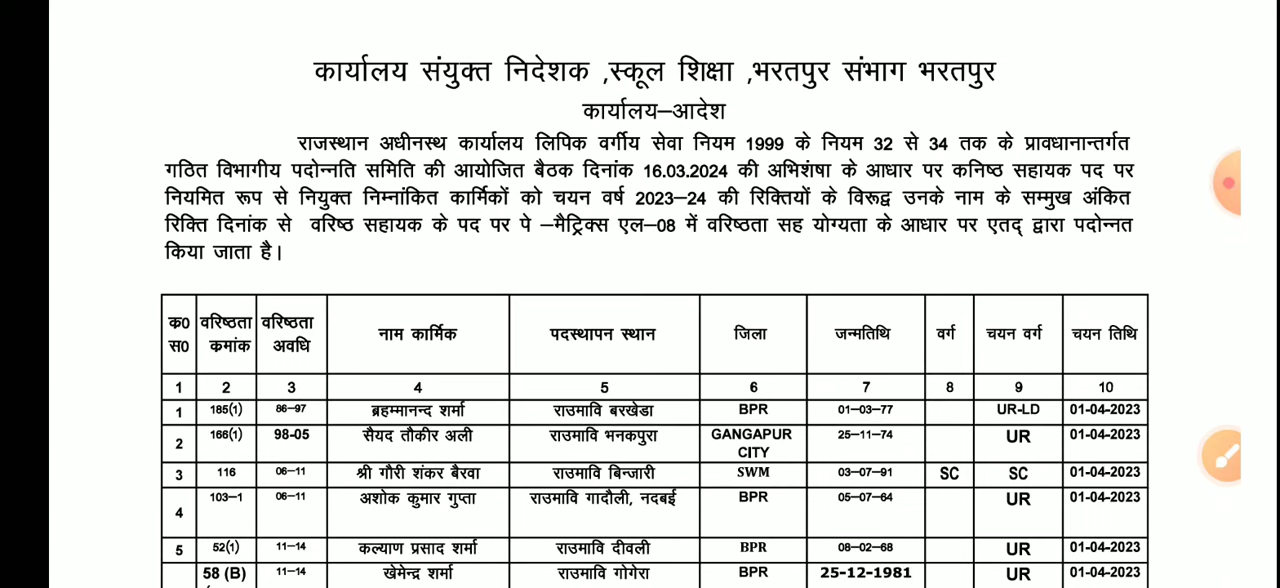 कार्यालय संयुक्त निदेशक ,स्कूल शिक्षा ,भरतपुर संभाग भरतपुर
कार्यालय–आदेश
राजस्थान अधीनस्थ कार्यालय लिपिक वर्गीय सेवा नियम 1999 के नियम 32 से 34 तक के प्रावधानान्तर्गत
गठित विभागीय पदोन्नति समिति की आयोजित बैठक दिनांक 16.03.2024 की अभिशंषा के आधार पर कनिष्ठ सहायक पद पर
नियमित रूप से नियुक्त निम्नांकित कार्मिकों को चयन वर्ष 2023–24 की रिक्तियों के विरूद्व उनके नाम के सम्मुख अंकित
रिक्ति दिनांक से वरिष्ठ सहायक के पद पर पे –मैट्रिक्स एल–08 में वरिष्ठता सह योग्यता के आधार पर एतद् द्वारा पदोन्नत
किया जाता है।
क0 स0 वरिष्ठता क्रमांक वरिष्ठता अवधि नाम कार्मिक पदस्थापन स्थान जिला जन्मतिथि वर्ग चयन वर्ग चयन तिथि
1 2 3 4 5 6 7 8 9 10
1 185(1) 86–97 ब्रहम्मानन्द शर्मा राउमावि बरखेडा BPR 01–03–77 UR-LD 01-04-2023
2 166(1) 98-05 सैयद तौकीर अली राउमावि भनकपुरा GANGAPUR CITY 25–11–74 UR 01-04-2023
3 116 06–11 श्री गौरी शंकर बैरवा राउमावि बिन्जारी SWM 03–07–91 SC SC 01-04-2023
4 103–1 06–11 अशोक कुमार गुप्ता राउमावि गादौली, नदबई BPR 05–07–64 UR 01-04-2023
5 52(1) 11–14 कल्याण प्रसाद शर्मा राउमावि दीवली BPR 08–02–68 UR 01-04-2023
58 (B) 11–14 खेमेन्द्र शर्मा राउमावि गोगेरा BPR 25-12-1981 UR 01-04-2023